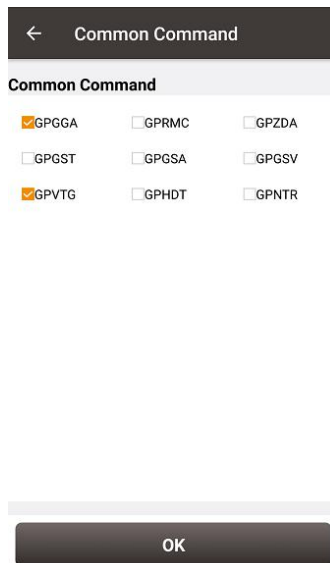 Common Command
Common Command
GPGGA GPRMC GPZDA
GPGST GPGSA GPGSV
GPVTG GPHDT GPNTR
OK